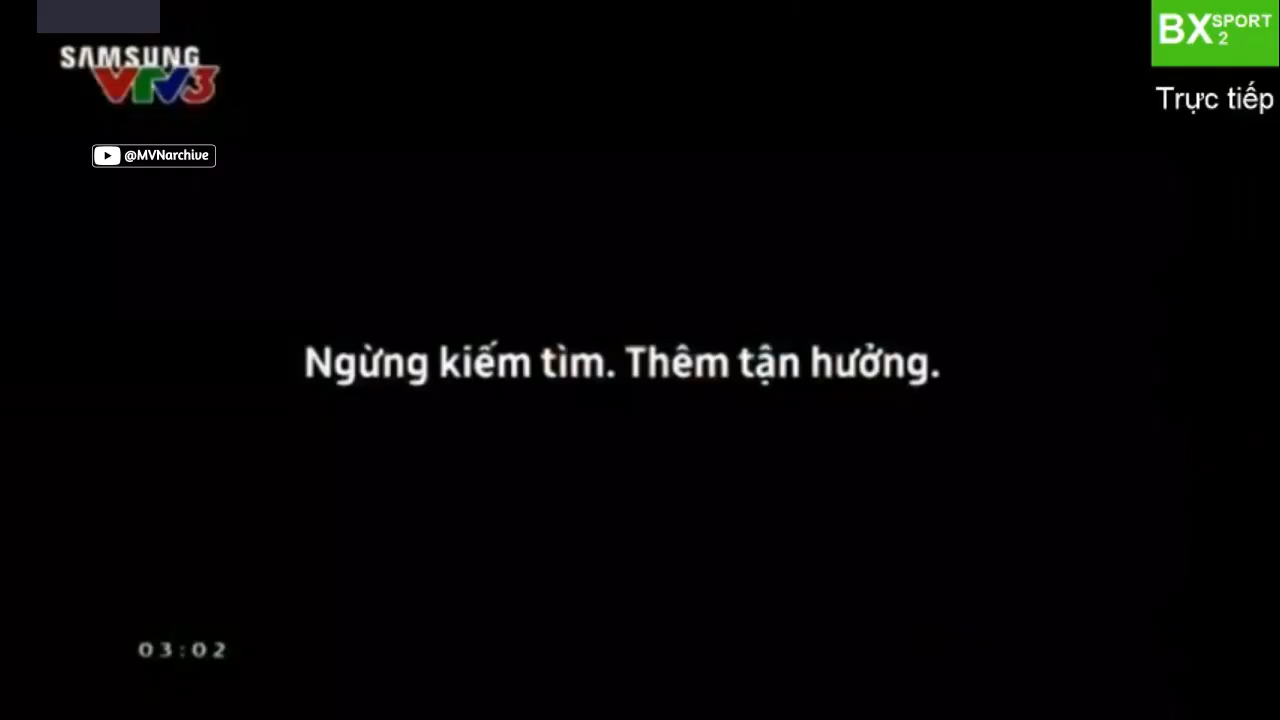 SAMSUNG
VTV3
BX SPORT 2
Trực tiếp
@MVNarchive
Ngừng kiếm tìm. Thêm tận hưởng.
03:02